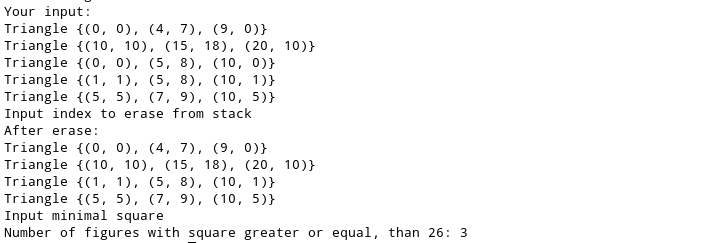 Your input:
Triangle {(0, 0), (4, 7), (9, 0)}
Triangle {(10, 10), (15, 18), (20, 10)}
Triangle {(0, 0), (5, 8), (10, 0)}
Triangle {(1, 1), (5, 8), (10, 1)}
Triangle {(5, 5), (7, 9), (10, 5)}
Input index to erase from stack
After erase:
Triangle {(0, 0), (4, 7), (9, 0)}
Triangle {(10, 10), (15, 18), (20, 10)}
Triangle {(1, 1), (5, 8), (10, 1)}
Triangle {(5, 5), (7, 9), (10, 5)}
Input minimal square
Number of figures with square greater or equal, than 26: 3